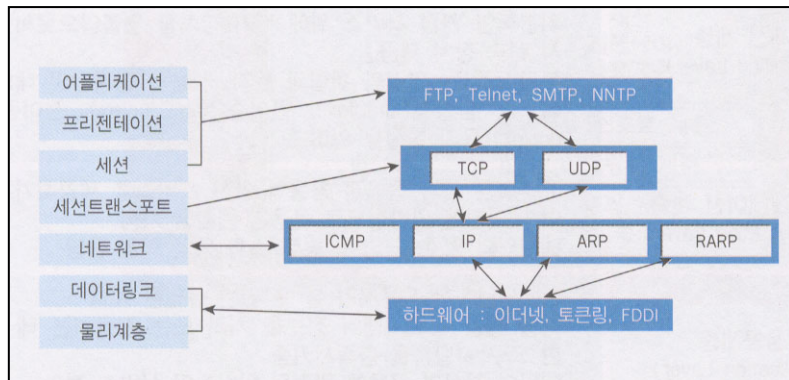 어플리케이션
프리젠테이션
세션
세션트랜스포트
네트워크
데이터링크
물리계층
FTP, Telnet, SMTP, NNTP
TCP
UDP
ICMP
IP
ARP
RARP
하드웨어 : 이더넷, 토큰링, FDDI